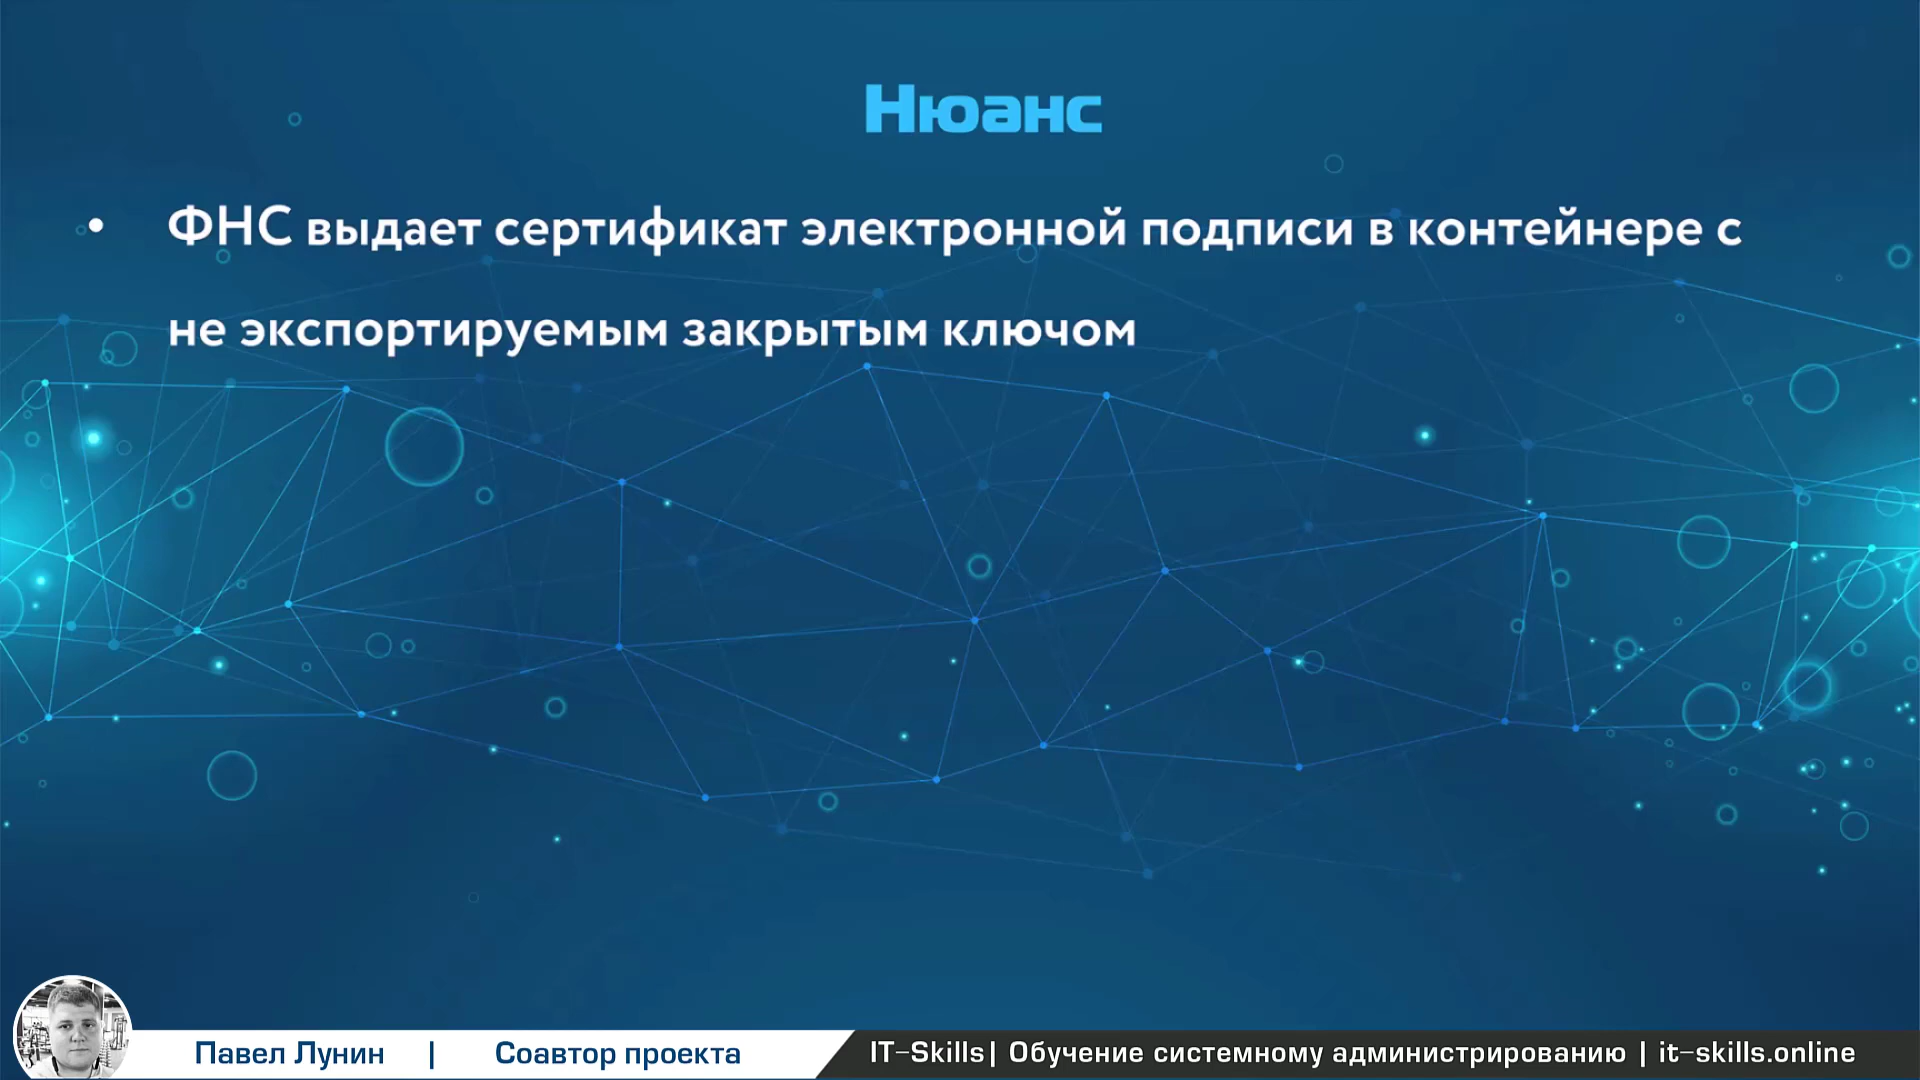 Нюанс
• ФНС выдает сертификат электронной подписи в контейнере с
не экспортируемым закрытым ключом
Павел Лунин | Соавтор проекта
IT-Skills| Обучение системному администрированию | it-skills.online